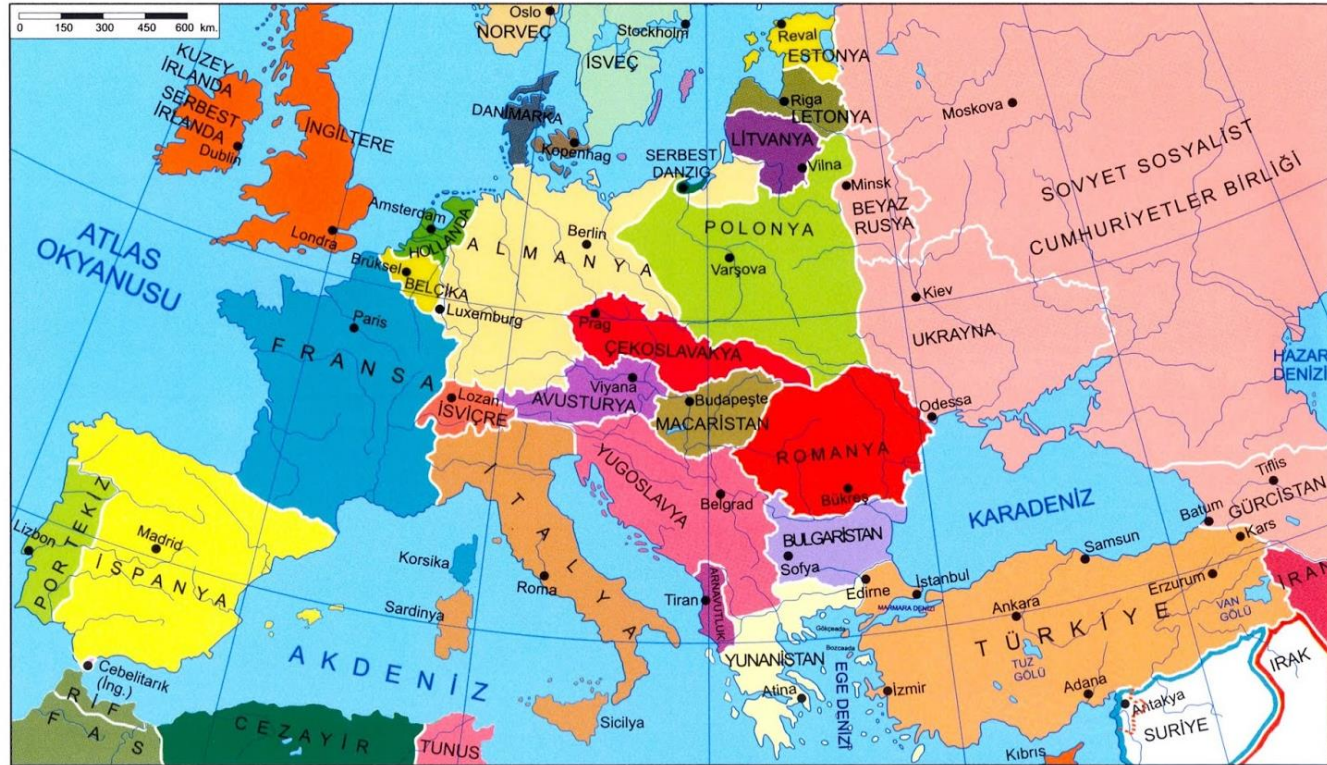 0 150 300 450 600 km.
Oslo
NORVEÇ
Stockholm
İSVEÇ
Reval
ESTONYA
Riga
LETONYA
Moskova
KUZEY
İRLANDA
SERBEST
İRLANDA
Dublin
İNGİLTERE
Londra
DANİMARKA
Kopenhag
SERBEST
DANZIG
LİTVANYA
Vilna
Minsk
BEYAZ
RUSYA
SOVYET SOSYALİST
CUMHURİYETLER BİRLİĞİ
ATLAS
OKYANUSU
Amsterdam
HOLLANDA
Brüksel
BELÇİKA
Luxemburg
ALMANYA
Berlin
POLONYA
Varşova
Kiev
UKRAYNA
HAZAR
DENİZİ
Paris
FRANSA
Prag
ÇEKOSLAVAKYA
Lozan
İSVİÇRE
Viyana
AVUSTURYA
Budapeşte
MACARİSTAN
ROMANYA
Bükreş
Odessa
YUGOSLAVYA
Belgrad
İTALYA
Roma
Korsika
Sardinya
Sicilya
PORTEKİZ
Lizbon
Madrid
İSPANYA
Cebelitarık
(İng.)
RİF
FAS
CEZAYİR
TUNUS
AKDENİZ
Tiran
ARNAVUTLUK
BULGARİSTAN
Sofya
Edirne
İstanbul
MARMARA DENİZİ
Gökçeada
Bozcaada
YUNANİSTAN
Atina
EGE DENİZİ
KARADENİZ
Tiflis
GÜRCİSTAN
Batum
Kars
Samsun
Erzurum
Ankara
TÜRKİYE
VAN
GÖLÜ
TUZ
GÖLÜ
İzmir
Adana
Antakya
SURİYE
IRAK
İRAN
Kıbrıs